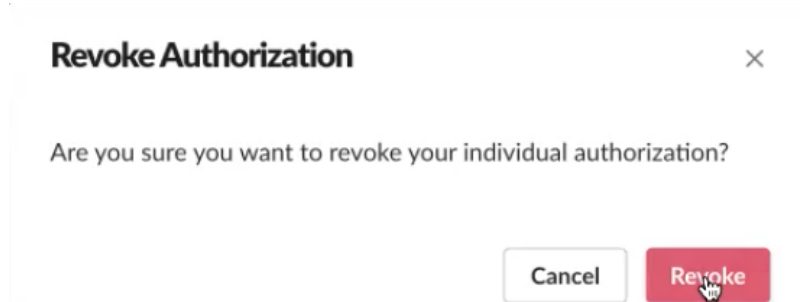 Revoke Authorization
Are you sure you want to revoke your individual authorization?
Cancel
Revoke